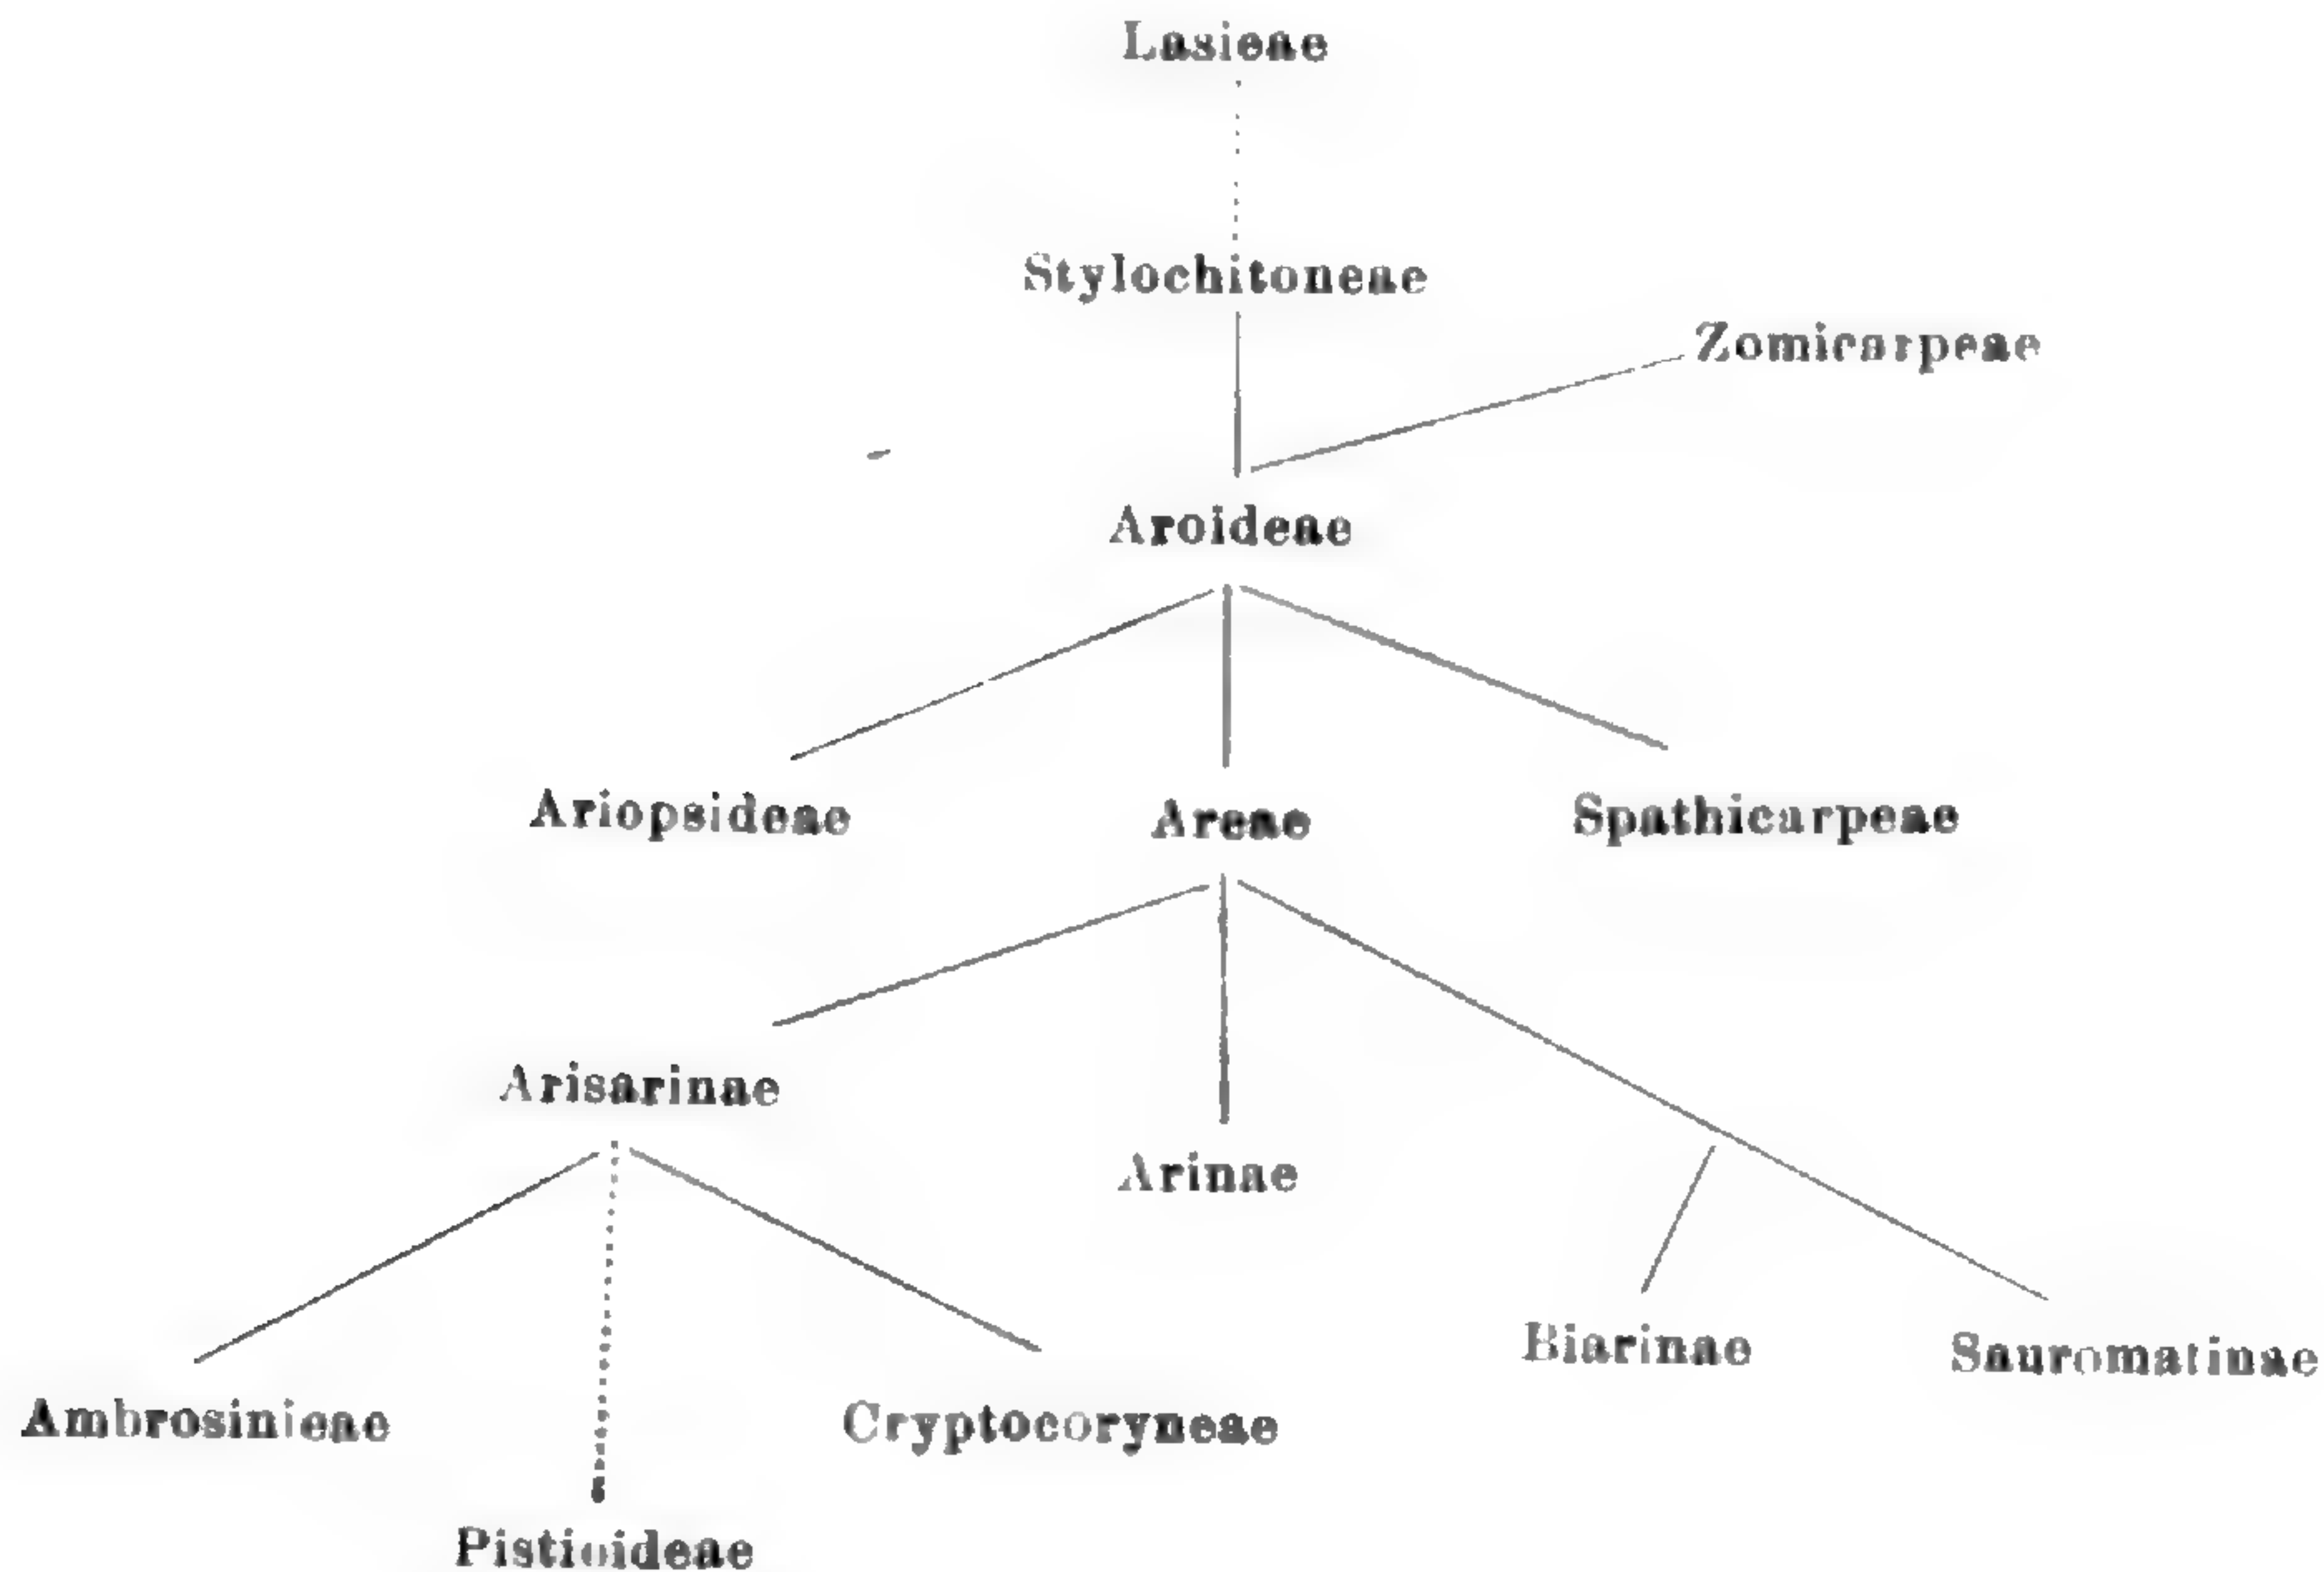 Lasieae
Stylochitoneae
Zomicarpeae
Aroideae
Ariopsideae
Areae
Spathicarpeae
Arisarinae
Arinae
Biarinae
Sauromatinae
Ambrosinieae
Cryptocoryneae
Pistioideae